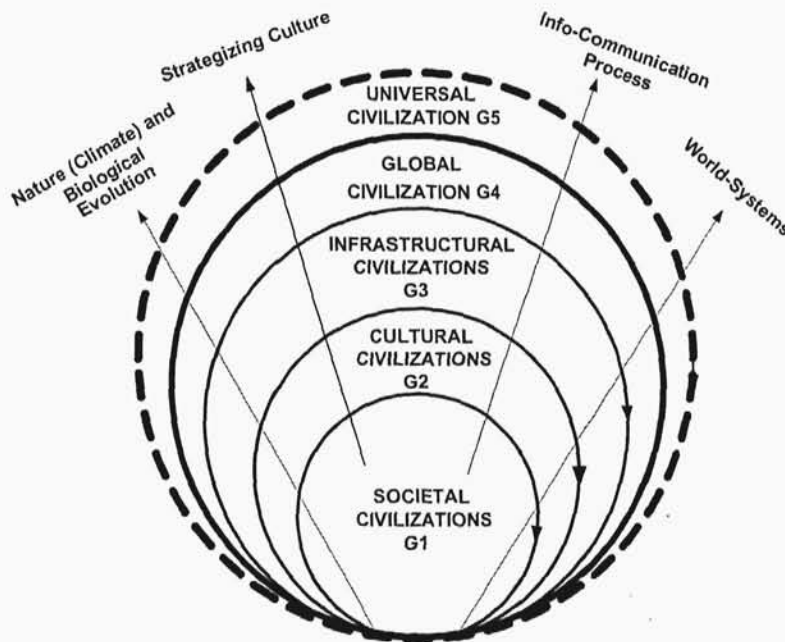 Strategizing Culture
Info-Communication
Process
Nature (Climate) and
Biological
Evolution
World-Systems
UNIVERSAL
CIVILIZATION G5
GLOBAL
CIVILIZATION G4
INFRASTRUCTURAL
CIVILIZATIONS
G3
CULTURAL
CIVILIZATIONS
G2
SOCIETAL
CIVILIZATIONS
G1